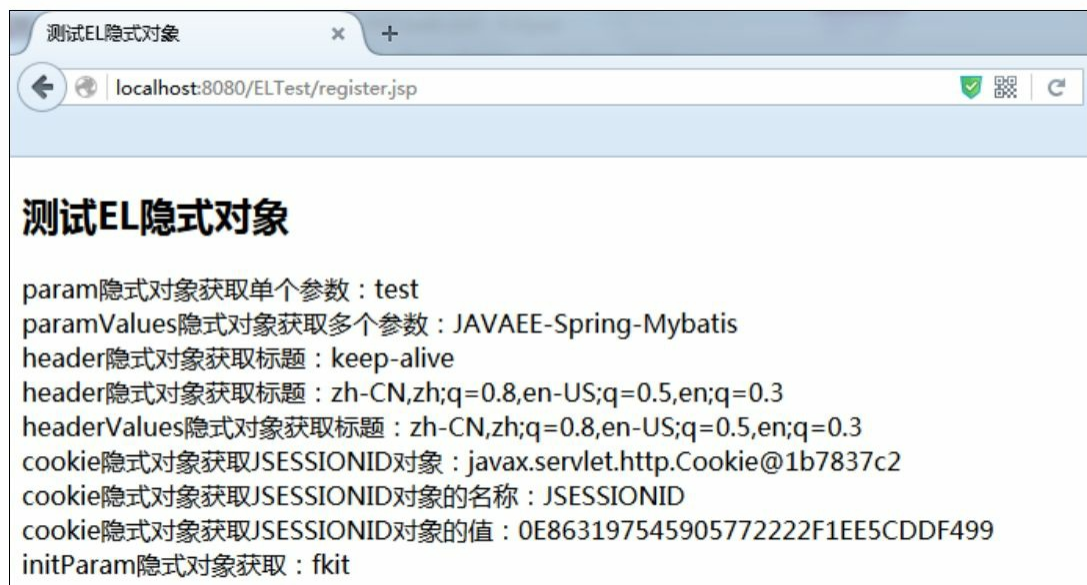 测试EL隐式对象
localhost:8080/ELTest/register.jsp
测试EL隐式对象
param隐式对象获取单个参数：test
paramValues隐式对象获取多个参数：JAVAEE-Spring-Mybatis
header隐式对象获取标题：keep-alive
header隐式对象获取标题：zh-CN,zh;q=0.8,en-US;q=0.5,en;q=0.3
headerValues隐式对象获取标题：zh-CN,zh;q=0.8,en-US;q=0.5,en;q=0.3
cookie隐式对象获取JSESSIONID对象：javax.servlet.http.Cookie@1b7837c2
cookie隐式对象获取JSESSIONID对象的名称：JSESSIONID
cookie隐式对象获取JSESSIONID对象的值：0E863197545905772222F1EE5CDDF499
initParam隐式对象获取：fkit